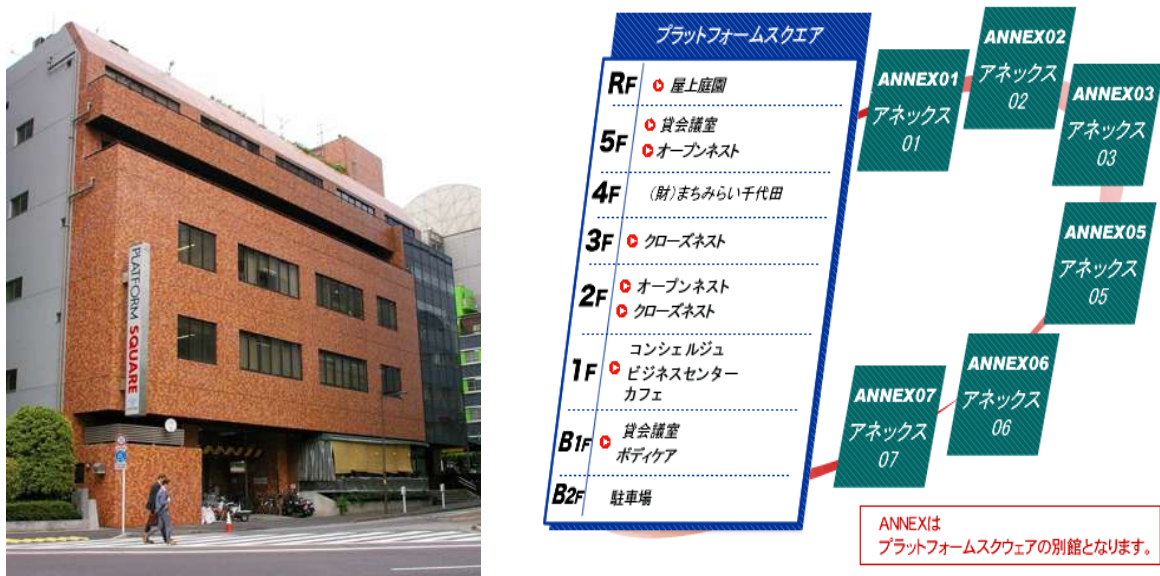 PLATFORM SQUARE
プラットフォームスクエア
RF
屋上庭園
5F
貸会議室
オープンネスト
4F
(財)まちみらい千代田
3F
クローズネスト
2F
オープンネスト
クローズネスト
1F
コンシェルジュ
ビジネスセンター
カフェ
B1F
貸会議室
ボディケア
B2F
駐車場
ANNEX01
アネックス
01
ANNEX02
アネックス
02
ANNEX03
アネックス
03
ANNEX05
アネックス
05
ANNEX06
アネックス
06
ANNEX07
アネックス
07
ANNEXは
プラットフォームスクウェアの別館となります。